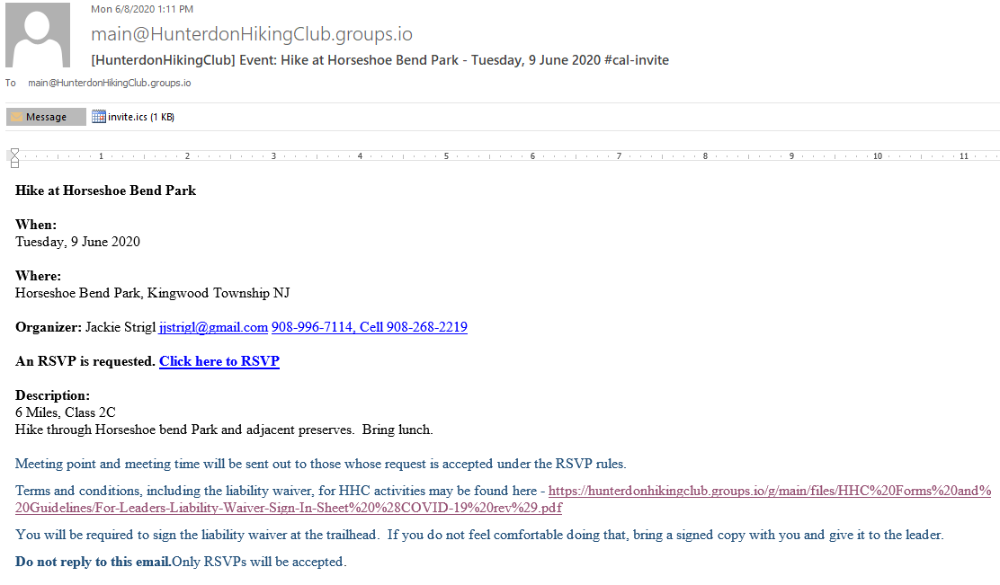 Mon 6/8/2020 1:11 PM
main@HunterdonHikingClub.groups.io
[HunterdonHikingClub] Event: Hike at Horseshoe Bend Park - Tuesday, 9 June 2020 #cal-invite
To main@HunterdonHikingClub.groups.io
Message invite.ics (1 KB)
1 2 3 4 5 6 7 8 9 10 11
Hike at Horseshoe Bend Park
When:
Tuesday, 9 June 2020
Where:
Horseshoe Bend Park, Kingwood Township NJ
Organizer: Jackie Strigl jjstrigl@gmail.com 908-996-7114, Cell 908-268-2219
An RSVP is requested. Click here to RSVP
Description:
6 Miles, Class 2C
Hike through Horseshoe bend Park and adjacent preserves.  Bring lunch.
Meeting point and meeting time will be sent out to those whose request is accepted under the RSVP rules.
Terms and conditions, including the liability waiver, for HHC activities may be found here - https://hunterdonhikingclub.groups.io/g/main/files/HHC%20Forms%20and%
20Guidelines/For-Leaders-Liability-Waiver-Sign-In-Sheet%20%28COVID-19%20rev%29.pdf
You will be required to sign the liability waiver at the trailhead.  If you do not feel comfortable doing that, bring a signed copy with you and give it to the leader.
Do not reply to this email.Only RSVPs will be accepted.